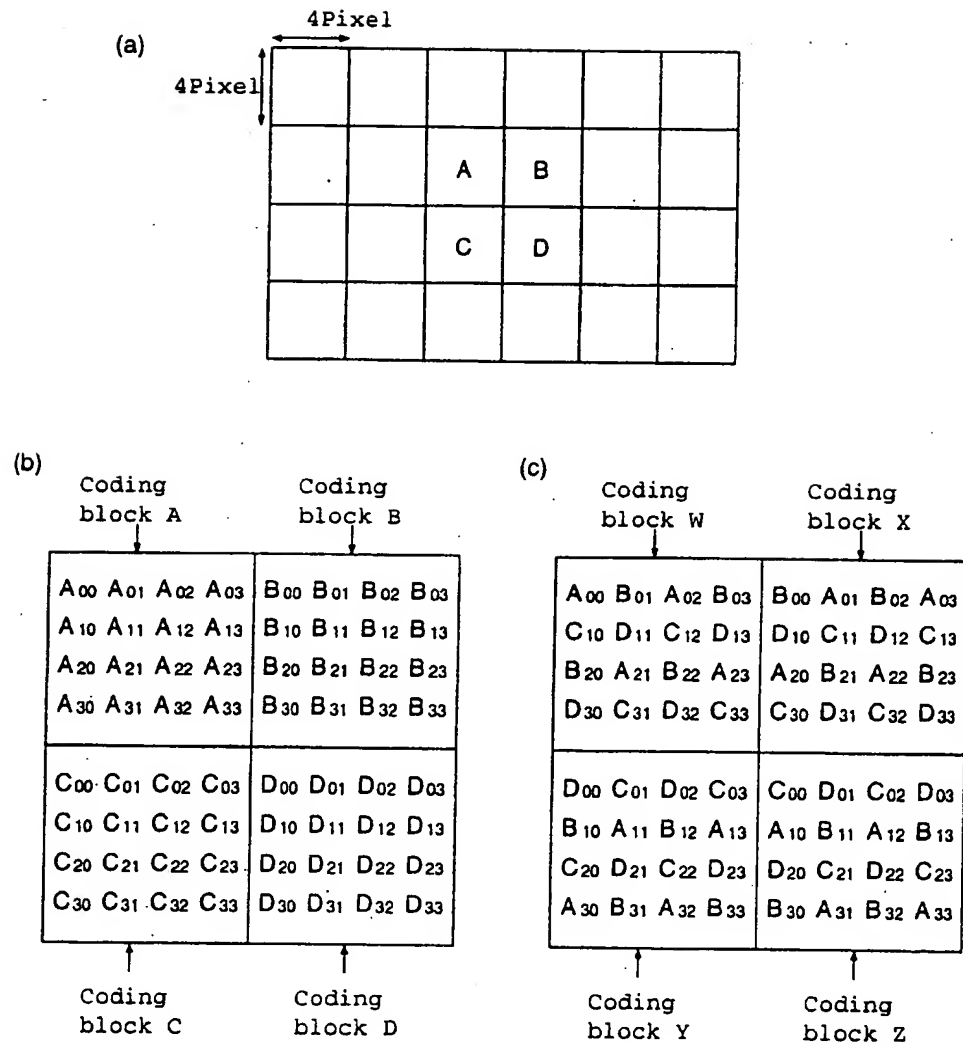 (a)
4Pixel
4Pixel
A B
C D
(b)
Coding
block A
Coding
block B
A00 A01 A02 A03 B00 B01 B02 B03
A10 A11 A12 A13 B10 B11 B12 B13
A20 A21 A22 A23 B20 B21 B22 B23
A30 A31 A32 A33 B30 B31 B32 B33
C00 C01 C02 C03 D00 D01 D02 D03
C10 C11 C12 C13 D10 D11 D12 D13
C20 C21 C22 C23 D20 D21 D22 D23
C30 C31 C32 C33 D30 D31 D32 D33
Coding
block C
Coding
block D
(c)
Coding
block W
Coding
block X
A00 B01 A02 B03 B00 A01 B02 A03
C10 D11 C12 D13 D10 C11 D12 C13
B20 A21 B22 A23 A20 B21 A22 B23
D30 C31 D32 C33 C30 D31 C32 D33
D00 C01 D02 C03 C00 D01 C02 D03
B10 A11 B12 A13 A10 B11 A12 B13
C20 D21 C22 D23 D20 C21 D22 C23
A30 B31 A32 B33 B30 A31 B32 A33
Coding
block Y
Coding
block Z